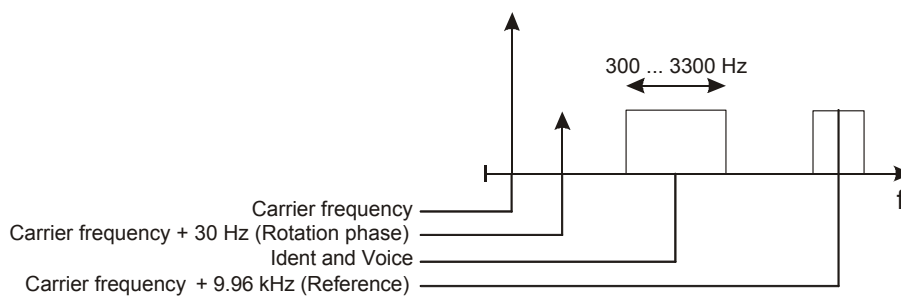 300 ... 3300 Hz
f
Carrier frequency
Carrier frequency + 30 Hz (Rotation phase)
Ident and Voice
Carrier frequency + 9.96 kHz (Reference)